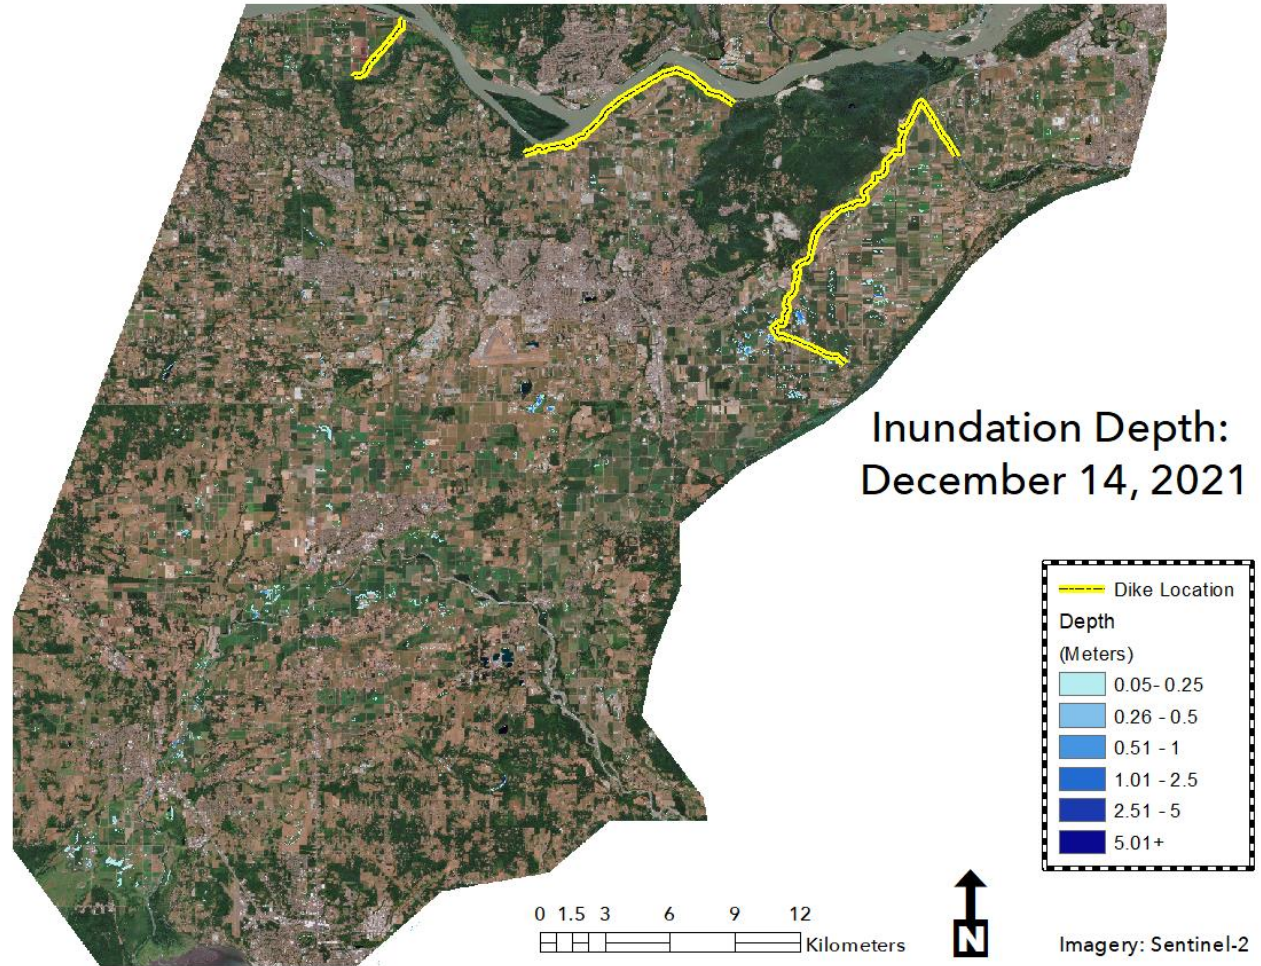 Inundation Depth:
December 14, 2021
Dike Location
Depth
(Meters)
0.05- 0.25
0.26 - 0.5
0.51 - 1
1.01 - 2.5
2.51 - 5
5.01+
0 1.5 3 6 9 12
Kilometers
N
Imagery: Sentinel-2